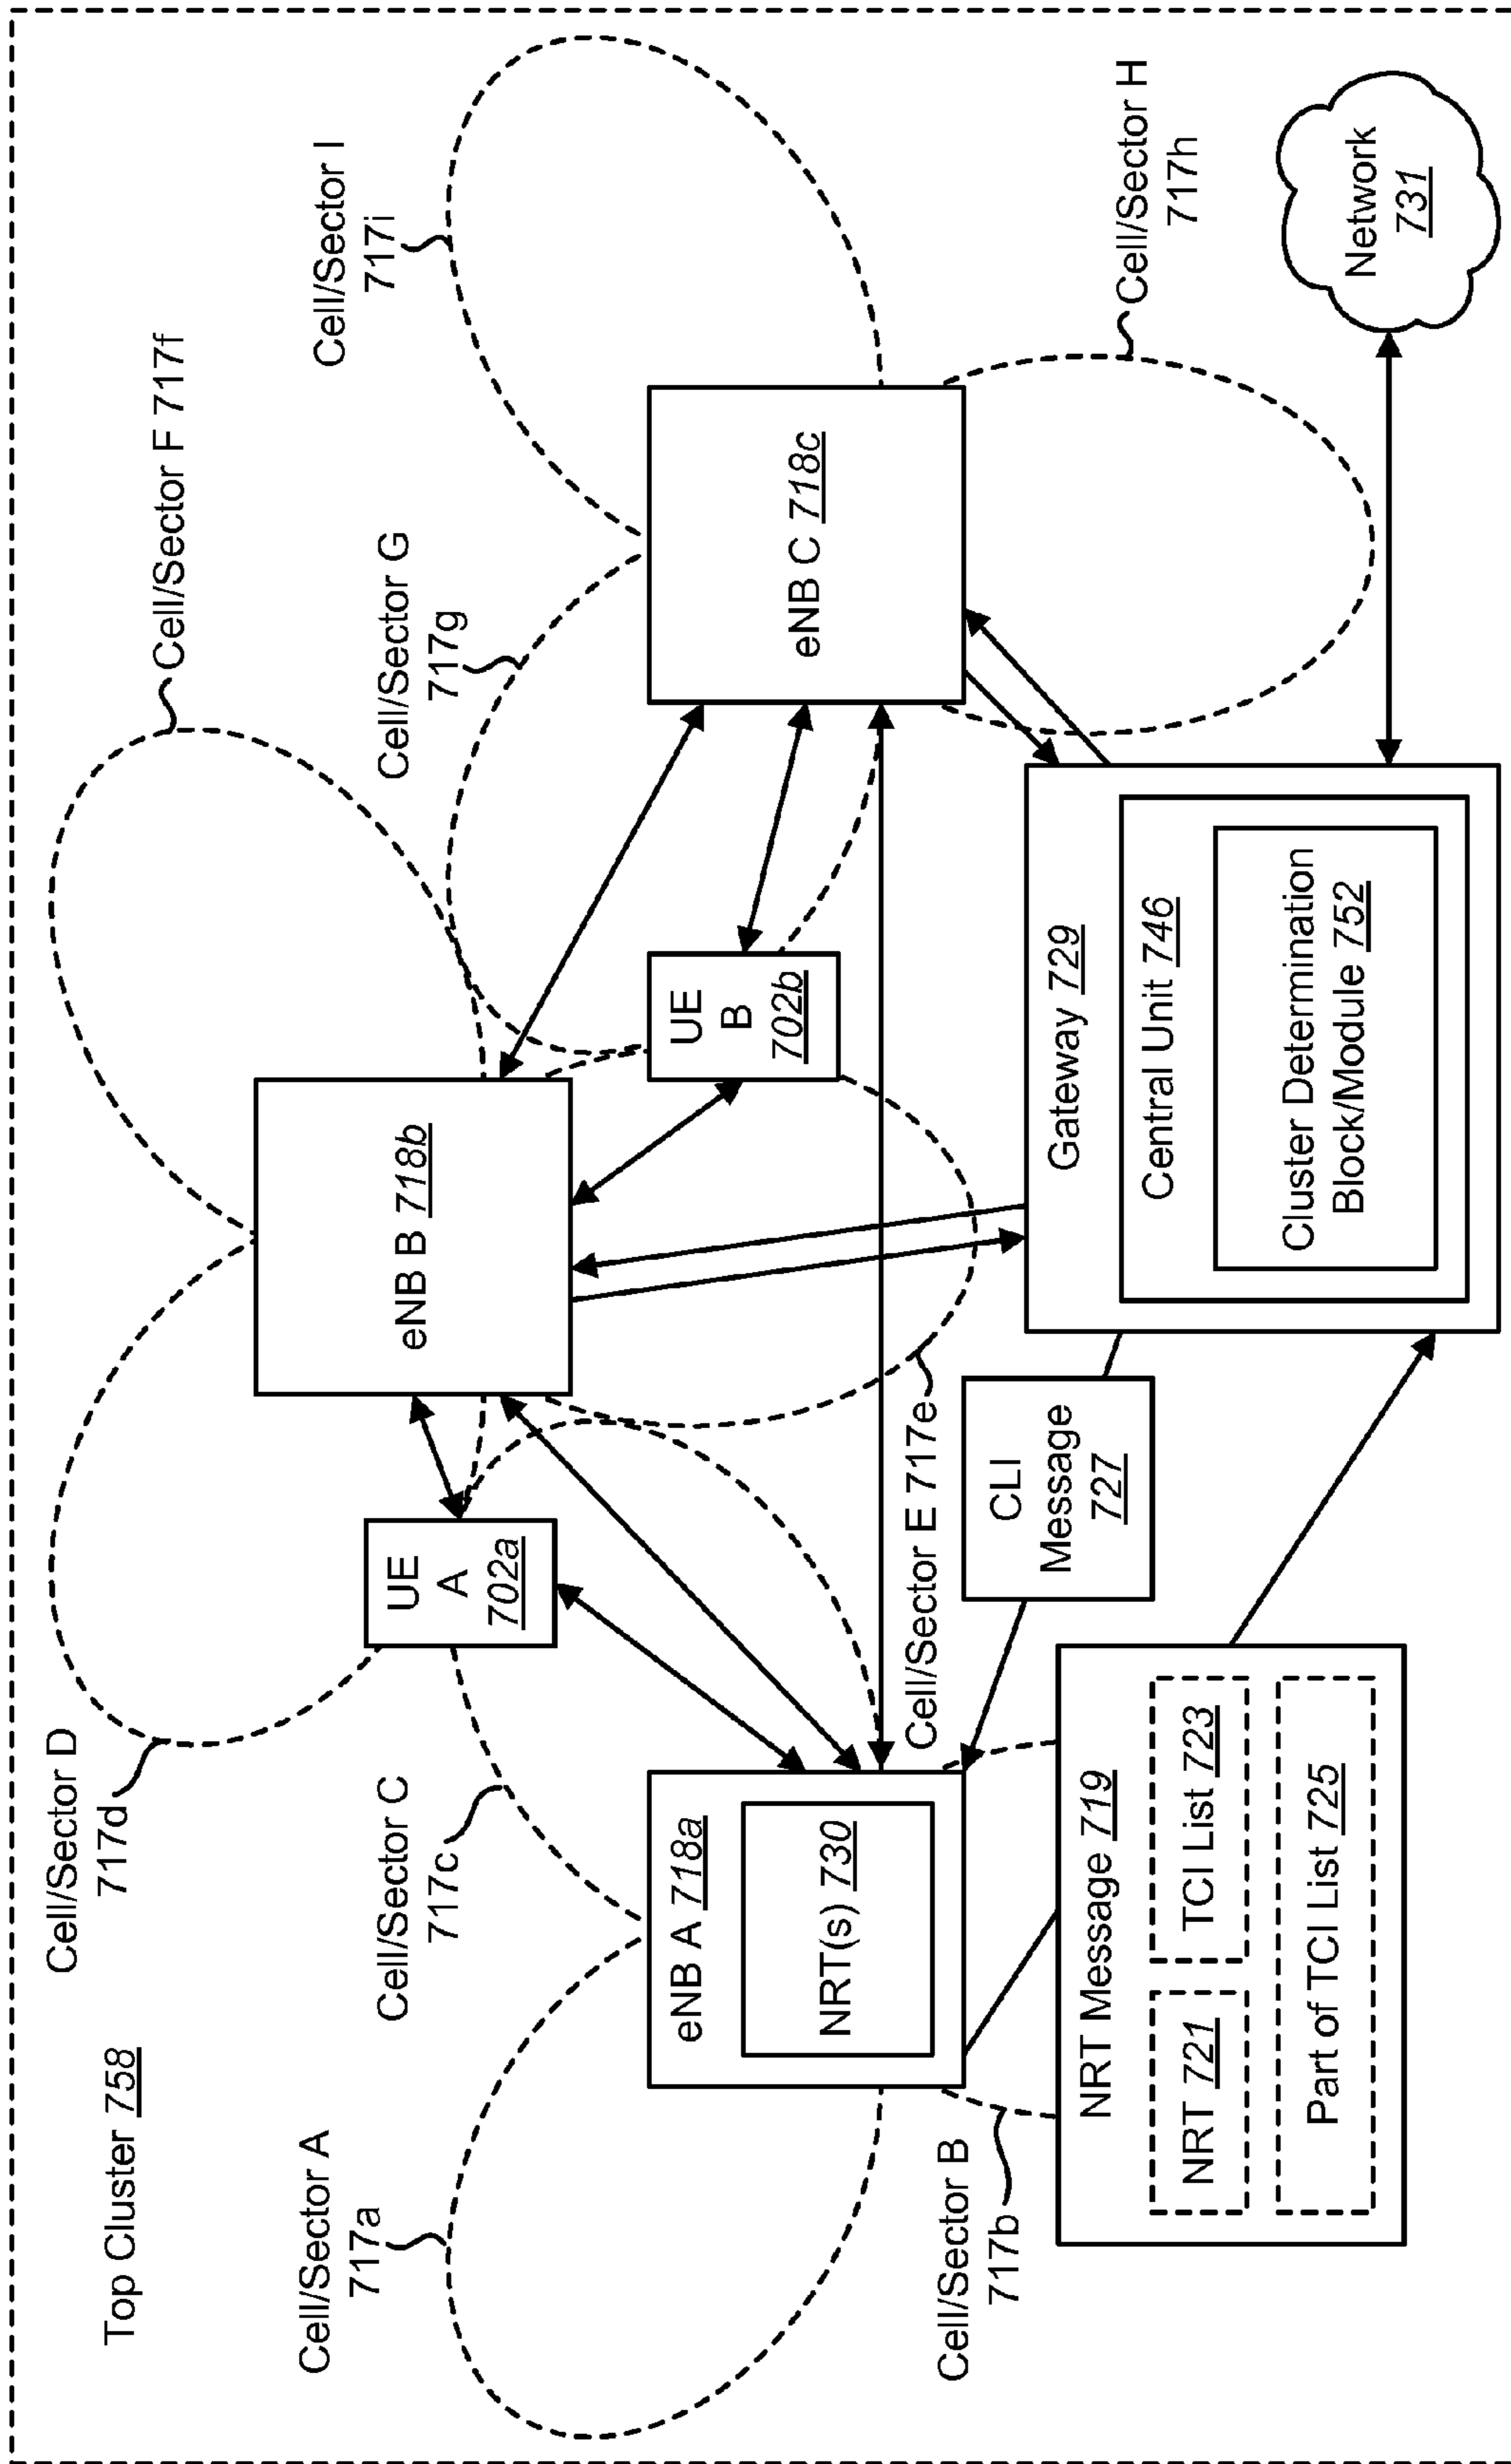 Top Cluster 758
Cell/Sector A
717a
Cell/Sector D
717d
Cell/Sector C
717c
Cell/Sector F 717f
Cell/Sector G
717g
Cell/Sector I
717i
eNB B 718b
UE
A
702a
UE
B
702b
eNB A 718a
NRT(s) 730
eNB C 718c
Cell/Sector B
717b
Cell/Sector E 717e
Cell/Sector H
717h
NRT Message 719
NRT 721
TCI List 723
Part of TCI List 725
CLI
Message
727
Gateway 729
Central Unit 746
Cluster Determination
Block/Module 752
Network
731